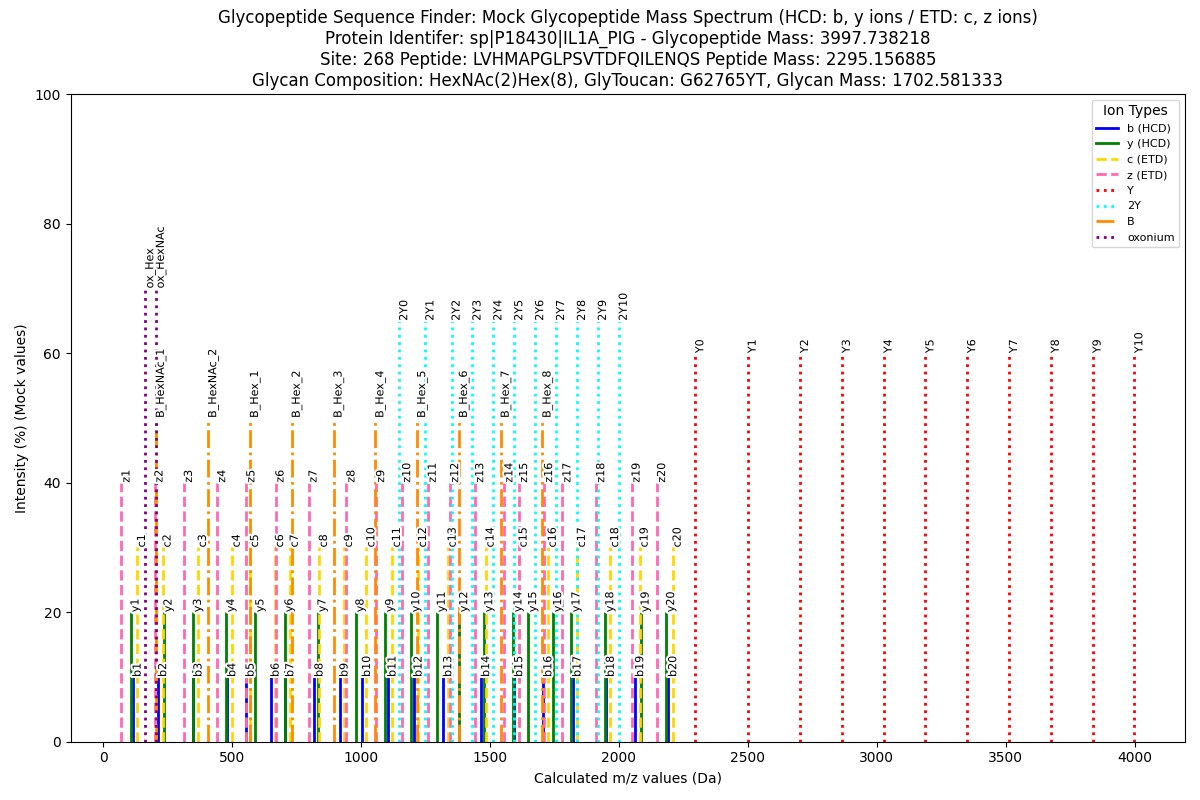 Glycopeptide Sequence Finder: Mock Glycopeptide Mass Spectrum (HCD: b, y ions / ETD: c, z ions)
Protein Identifer: sp|P18430|IL1A_PIG - Glycopeptide Mass: 3997.738218
Site: 268 Peptide: LVHMAPGLPSVTDFQILENQS Peptide Mass: 2295.156885
Glycan Composition: HexNAc(2)Hex(8), GlyToucan: G62765YT, Glycan Mass: 1702.581333
100
80
60
40
20
0
Intensity (%) (Mock values)
Ion Types
b (HCD)
y (HCD)
c (ETD)
z (ETD)
Y
2Y
B
oxonium
ox_Hex
ox_HexNAc
2Y0 2Y1 2Y2 2Y3 2Y4 2Y5 2Y6 2Y7 2Y8 2Y9 2Y10
Y0 Y1 Y2 Y3 Y4 Y5 Y6 Y7 Y8 Y9 Y10
B_HexNAc_1 B_HexNAc_2 B_Hex_1 B_Hex_2 B_Hex_3 B_Hex_4 B_Hex_5 B_Hex_6 B_Hex_7 B_Hex_8
z1 z2 z3 z4 z5 z6 z7 z8 z9 z10 z11 z12 z13 z14 z15 z16 z17 z18 z19 z20
c1 c2 c3 c4 c5 c6 c7 c8 c9 c10 c11 c12 c13 c14 c15 c16 c17 c18 c19 c20
y1 y2 y3 y4 y5 y6 y7 y8 y9 y10 y11 y12 y13 y14 y15 y16 y17 y18 y19 y20
b1 b2 b3 b4 b5 b6 b7 b8 b9 b10 b11 b12 b13 b14 b15 b16 b17 b18 b19 b20
0 500 1000 1500 2000 2500 3000 3500 4000
Calculated m/z values (Da)